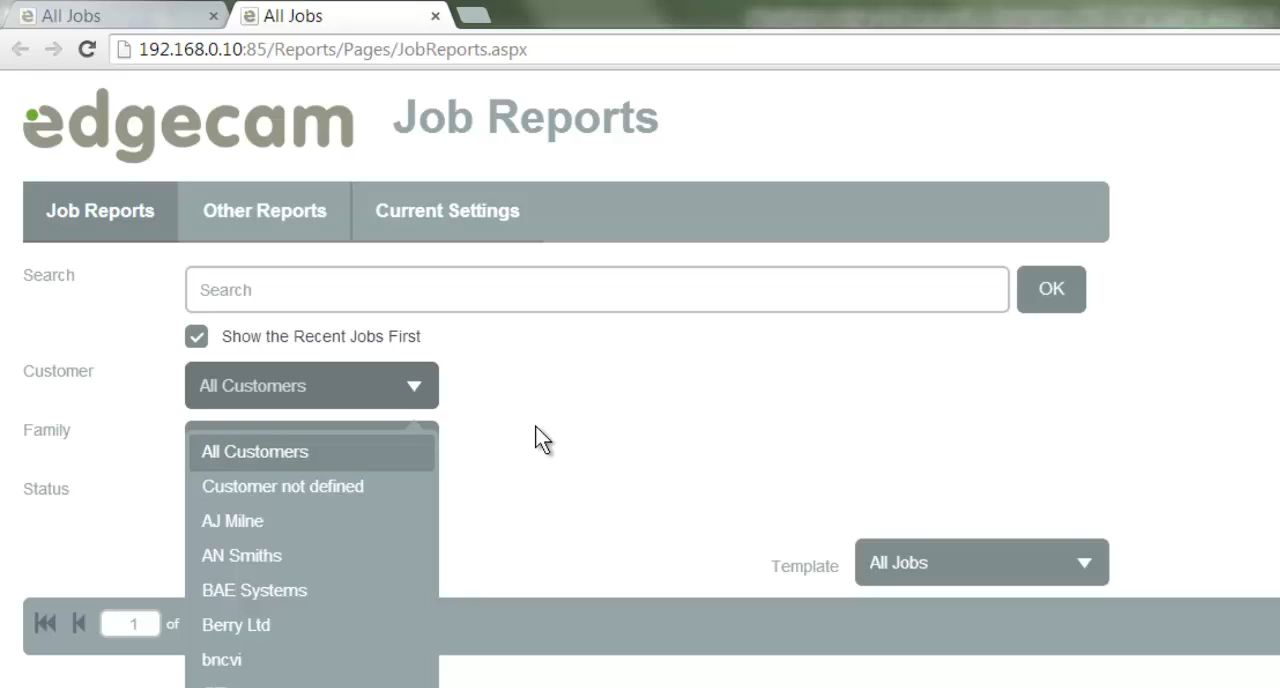 All Jobs
All Jobs
192.168.0.10:85/Reports/Pages/JobReports.aspx
edgecam
Job Reports
Job Reports
Other Reports
Current Settings
Search
Search
OK
Show the Recent Jobs First
Customer
All Customers
Family
All Customers
Customer not defined
Status
AJ Milne
AN Smiths
Template
All Jobs
BAE Systems
1 of
Berry Ltd
bncvi